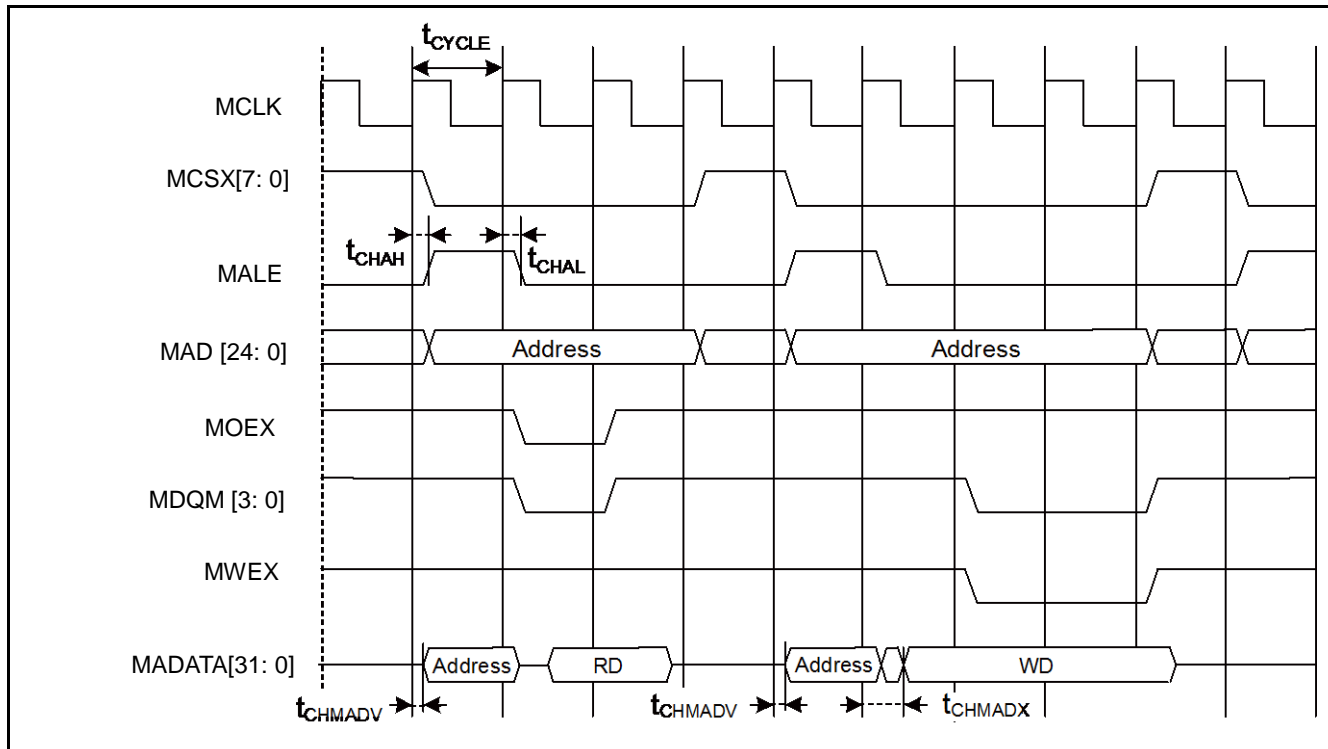 tCYCLE
MCLK
MCSX[7: 0]
tCHAH
tCHAL
MALE
MAD [24: 0]
Address
Address
MOEX
MDQM [3: 0]
MWEX
MADATA[31: 0]
Address
RD
Address
WD
tCHMADV
tCHMADV
tCHMADX